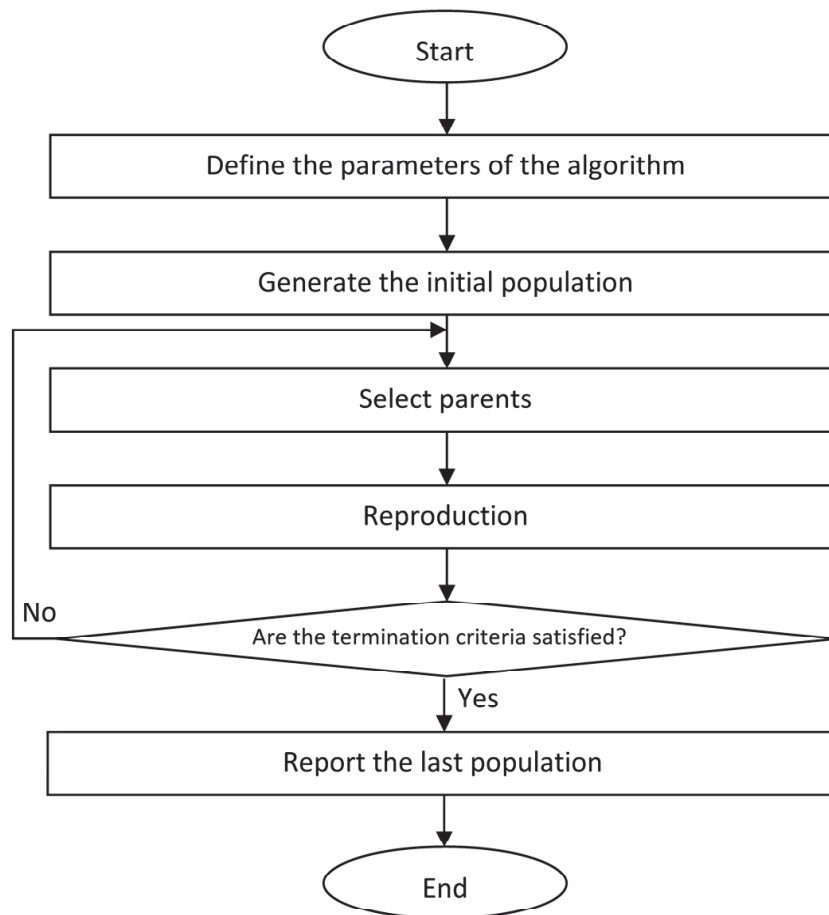 Start
Define the parameters of the algorithm
Generate the initial population
Select parents
Reproduction
No
Are the termination criteria satisfied?
Yes
Report the last population
End